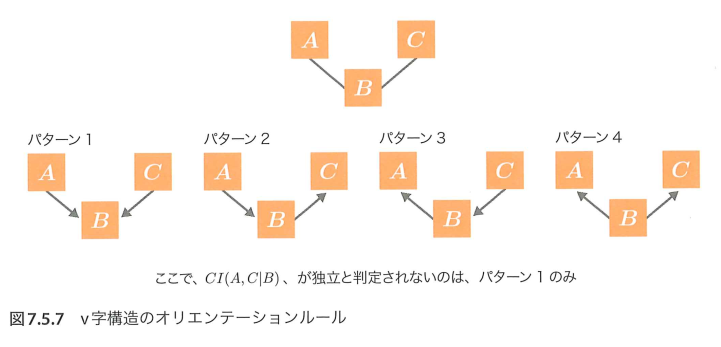 A C
B
パターン 1 パターン 2 パターン 3 パターン 4
A C A C A C A C
B B B B
ここで、CI(A, C|B) 、が独立と判定されないのは、パターン 1 のみ
図7.5.7 v字構造のオリエンテーションルール